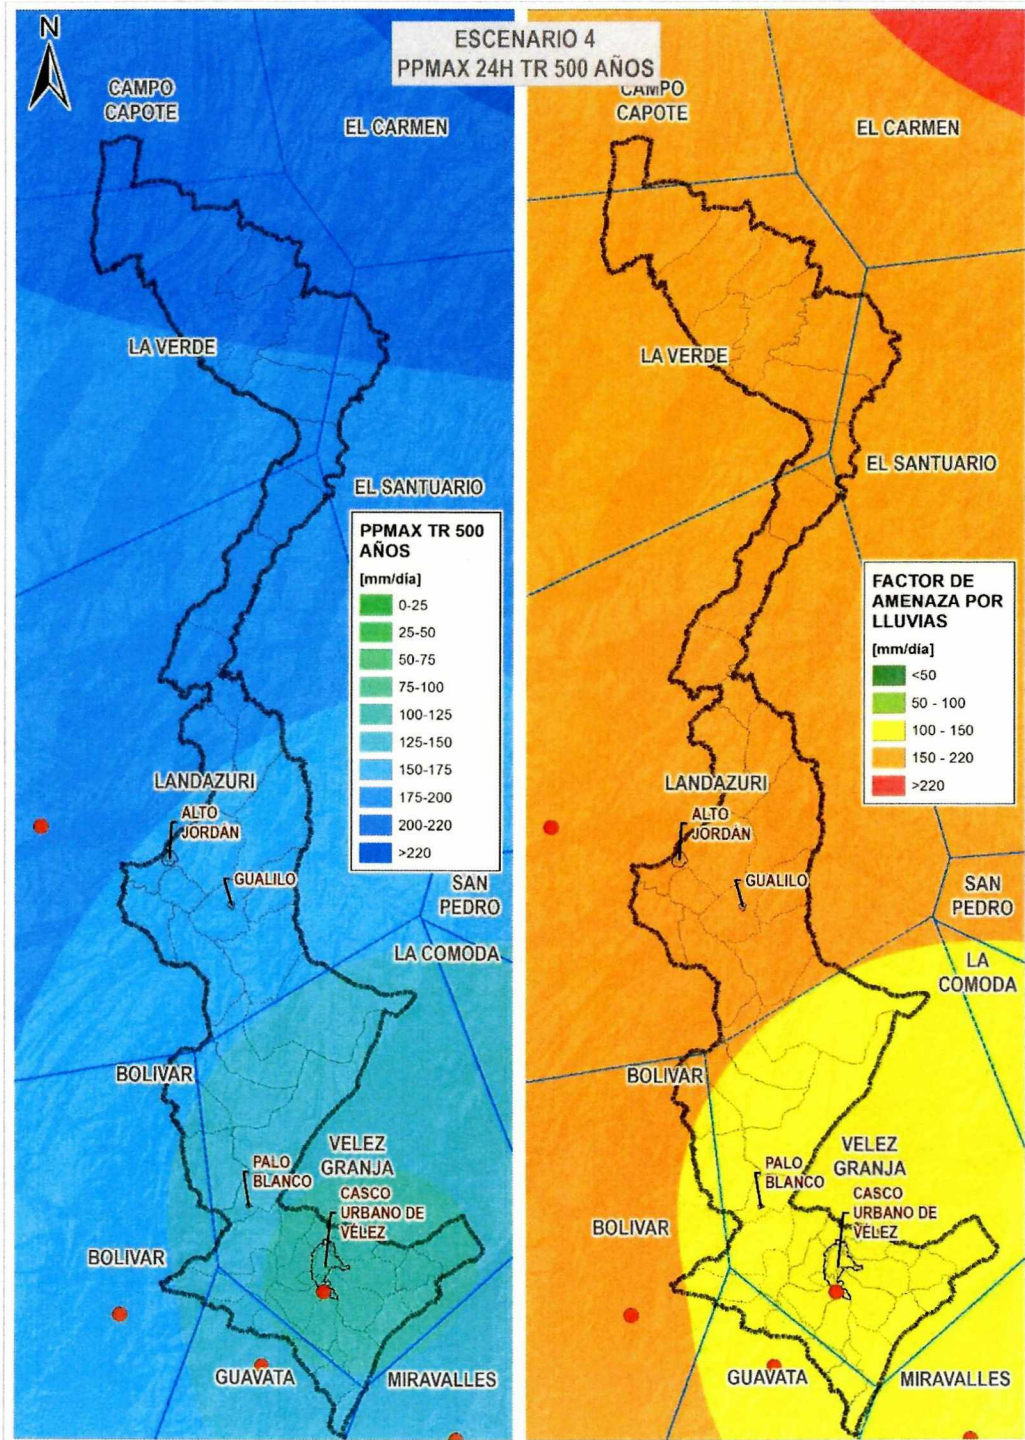 N
ESCENARIO 4
PPMAX 24H TR 500 AÑOS
CAMPO
CAPOTE
EL CARMEN
LA VERDE
EL SANTUARIO
PPMAX TR 500
AÑOS
[mm/día]
0-25
25-50
50-75
75-100
100-125
125-150
150-175
175-200
200-220
>220
LANDAZURI
ALTO
JORDÁN
GUALILO
SAN
PEDRO
LA COMODA
BOLIVAR
VELEZ
GRANJA
PALO
BLANCO
CASCO
URBANO DE
VÉLEZ
BOLIVAR
GUAVATA
MIRAVALLES
CAMPO
CAPOTE
EL CARMEN
LA VERDE
EL SANTUARIO
FACTOR DE
AMENAZA POR
LLUVIAS
[mm/día]
<50
50 - 100
100 - 150
150 - 220
>220
LANDAZURI
ALTO
JORDÁN
GUALILO
SAN
PEDRO
LA
COMODA
BOLIVAR
VELEZ
GRANJA
PALO
BLANCO
CASCO
URBANO DE
VÉLEZ
BOLIVAR
GUAVATA
MIRAVALLES